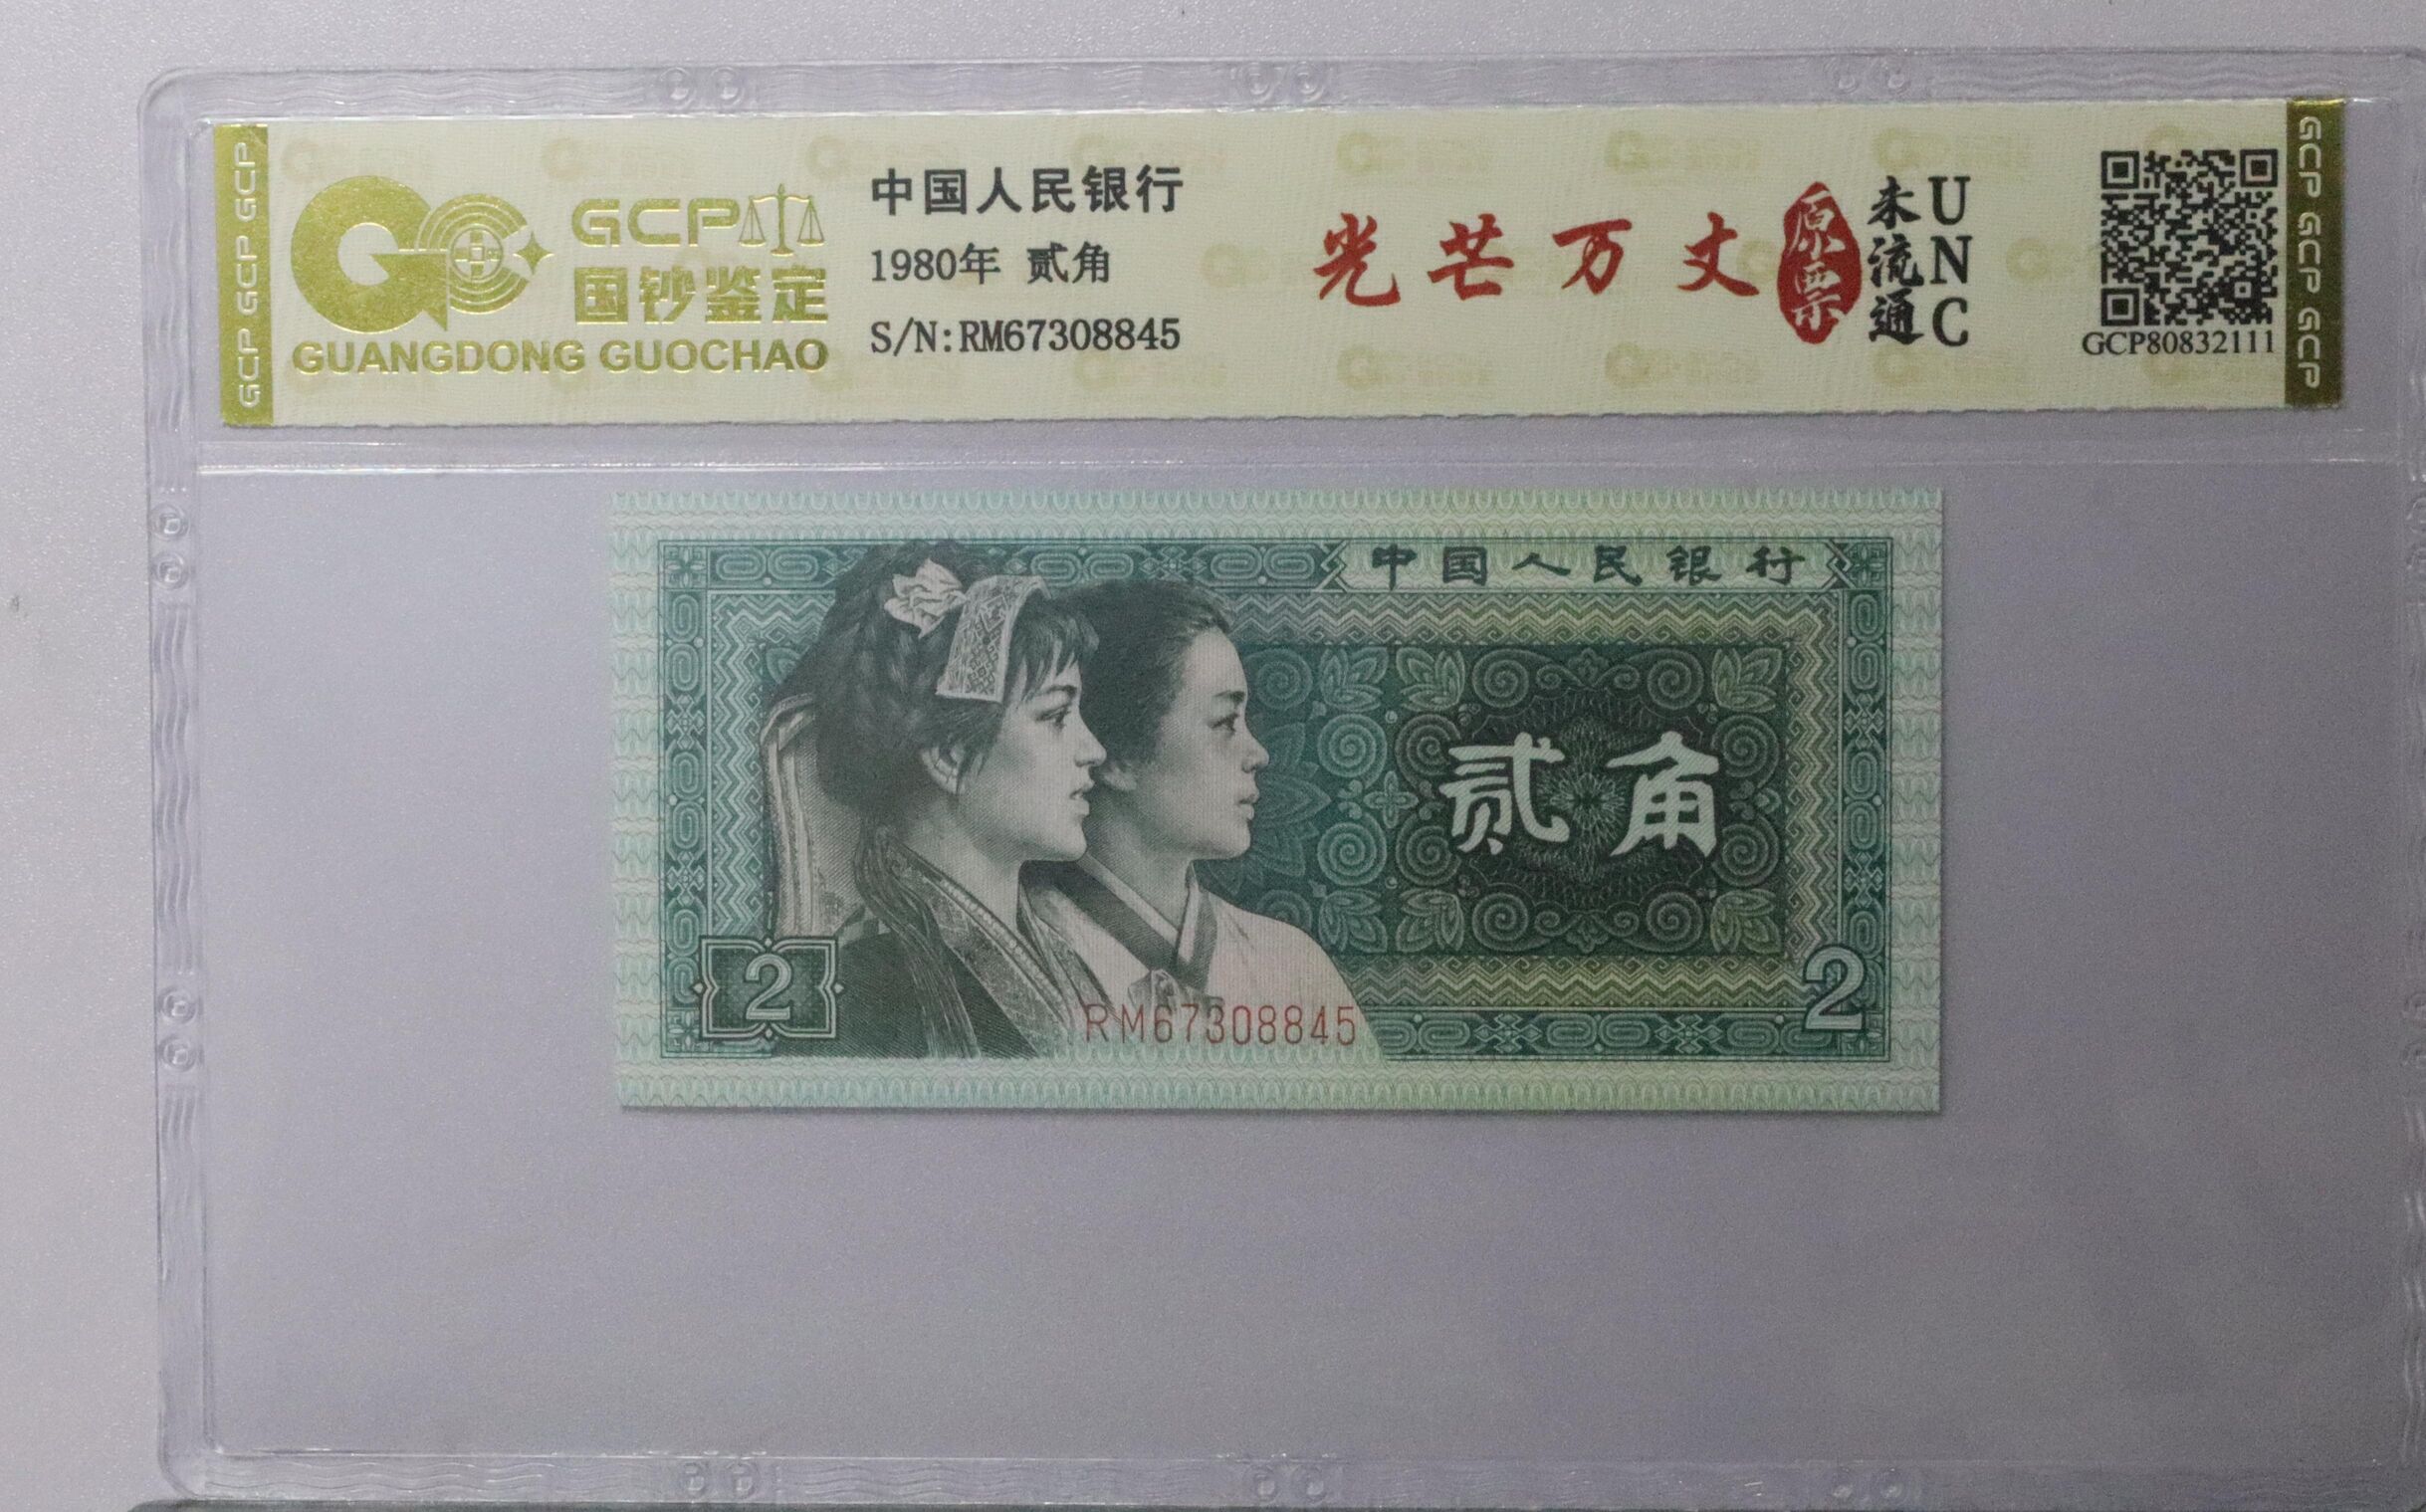 GCP GCP GCP
GCP
国钞鉴定
GUANGDONG GUOCHAO
中国人民银行
1980年 贰角
S/N:RM67308845
光芒万丈
原票
未流通
UNC
GCP80832111
GCP GCP GCP
中国人民银行
贰角
2
RM67308845
2